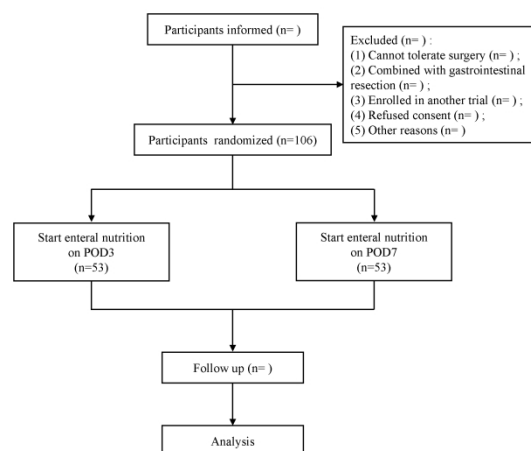 Participants informed (n= )
Excluded (n= ) :
(1) Cannot tolerate surgery (n= ) ;
(2) Combined with gastrointestinal
resection (n= ) ;
(3) Enrolled in another trial (n= ) ;
(4) Refused consent (n= ) ;
(5) Other reasons (n= )
Participants randomized (n=106)
Start enteral nutrition
on POD3
(n=53)
Start enteral nutrition
on POD7
(n=53)
Follow up (n= )
Analysis